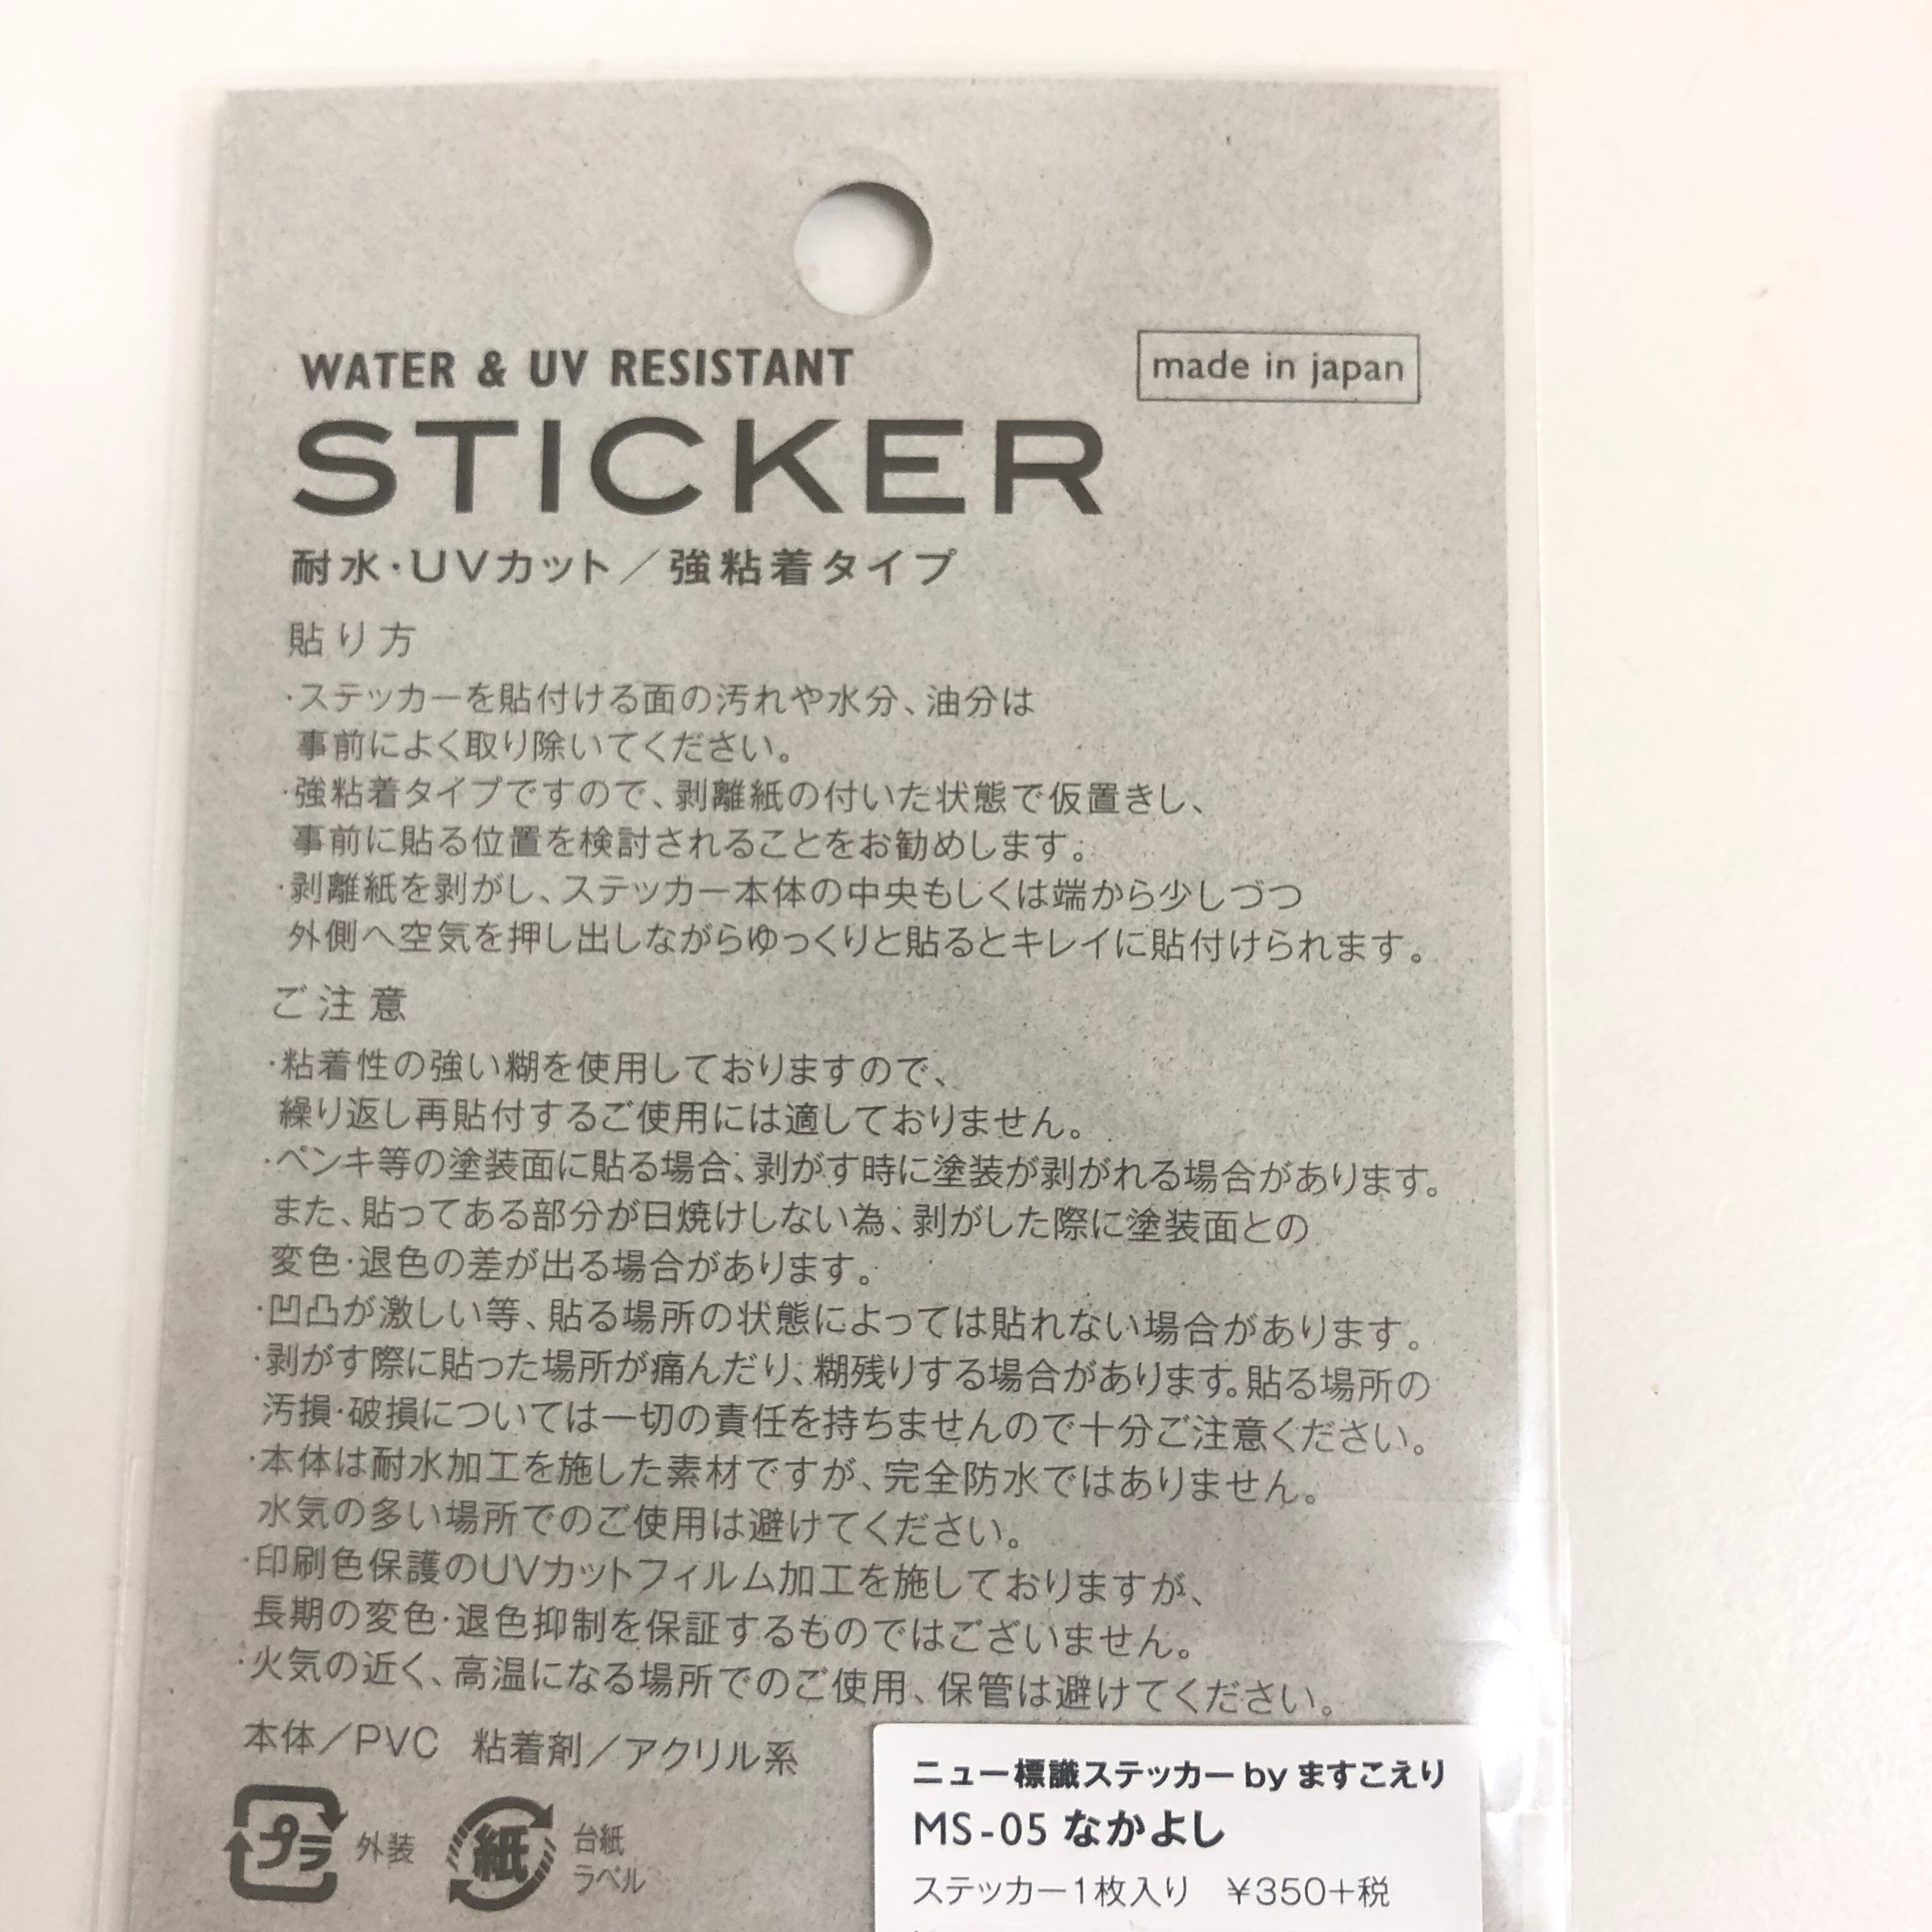 WATER & UV RESISTANT
made in japan
STICKER
耐水・UVカット／強粘着タイプ
貼り方
・ステッカーを貼付ける面の汚れや水分、油分は
事前によく取り除いてください。
・強粘着タイプですので、剥離紙の付いた状態で仮置きし、
事前に貼る位置を検討されることをお勧めします。
・剥離紙を剥がし、ステッカー本体の中央もしくは端から少しづつ
外側へ空気を押し出しながらゆっくりと貼るとキレイに貼付けられます。
ご注意
・粘着性の強い糊を使用しておりますので、
繰り返し再貼付するご使用には適しておりません。
・ペンキ等の塗装面に貼る場合、剥がす時に塗装が剥がれる場合があります。
また、貼ってある部分が日焼けしない為、剥がした際に塗装面との
変色・退色の差が出る場合があります。
・凹凸が激しい等、貼る場所の状態によっては貼れない場合があります。
・剥がす際に貼った場所が痛んだり、糊残りする場合があります。貼る場所の
汚損・破損については一切の責任を持ちませんので十分ご注意ください。
・本体は耐水加工を施した素材ですが、完全防水ではありません。
水気の多い場所でのご使用は避けてください。
・印刷色保護のUVカットフィルム加工を施しておりますが、
長期の変色・退色抑制を保証するものではございません。
・火気の近く、高温になる場所でのご使用、保管は避けてください。
本体／PVC 粘着剤／アクリル系
プラ 外装 紙 台紙
ラベル
ニュー標識ステッカー by ますこえり
MS-05 なかよし
ステッカー1枚入り ￥350+税